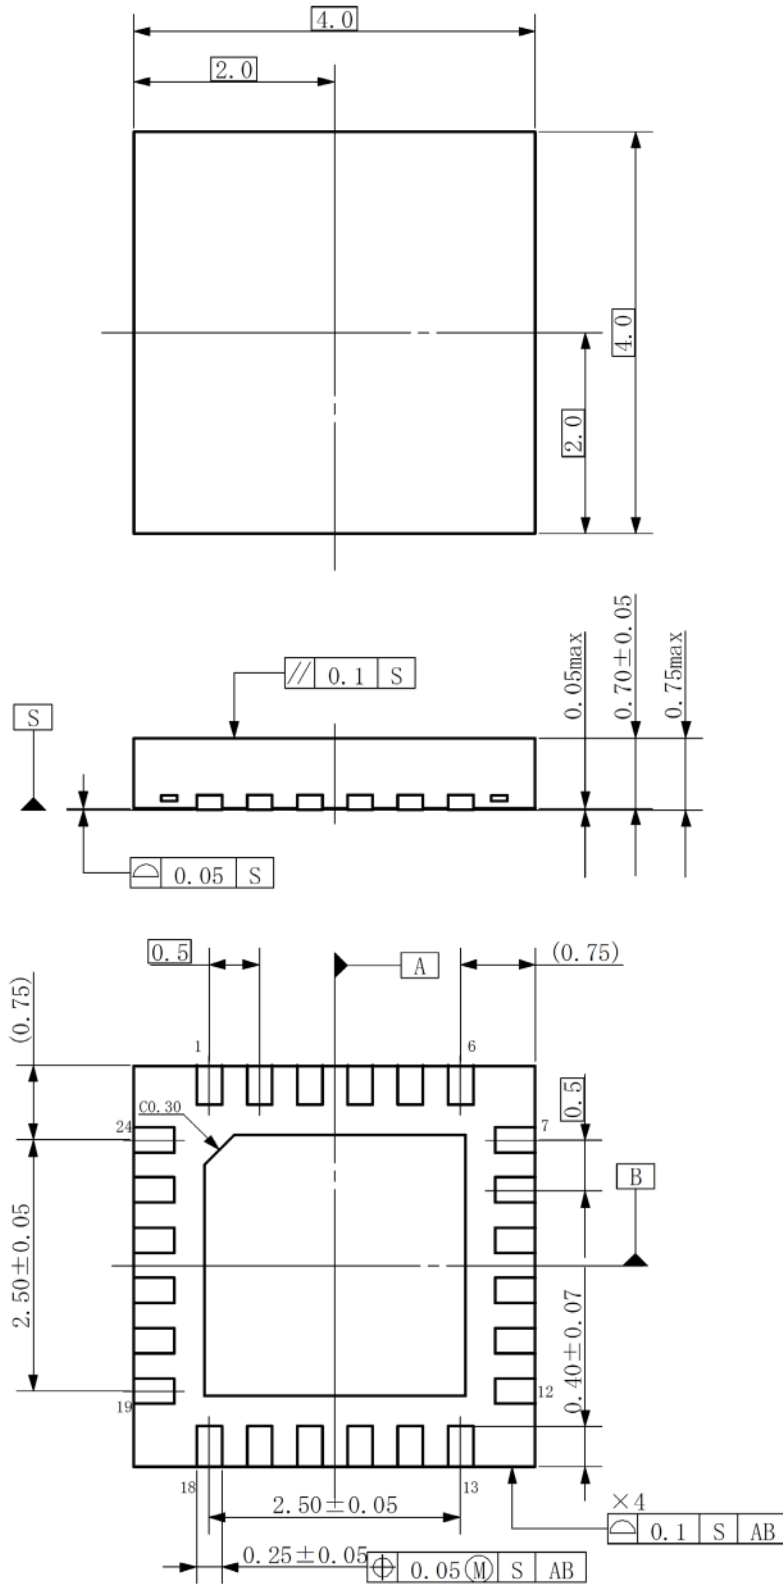 4.0
2.0
4.0
2.0
// 0.1 S
S
0.05max
0.70±0.05
0.75max
⌓ 0.05 S
0.5
A
(0.75)
(0.75)
1
6
C0.30
24
7
0.5
B
2.50±0.05
0.40±0.07
19
12
18
13
2.50±0.05
×4
⌓ 0.1 S AB
0.25±0.05
⌖ 0.05 Ⓜ S AB